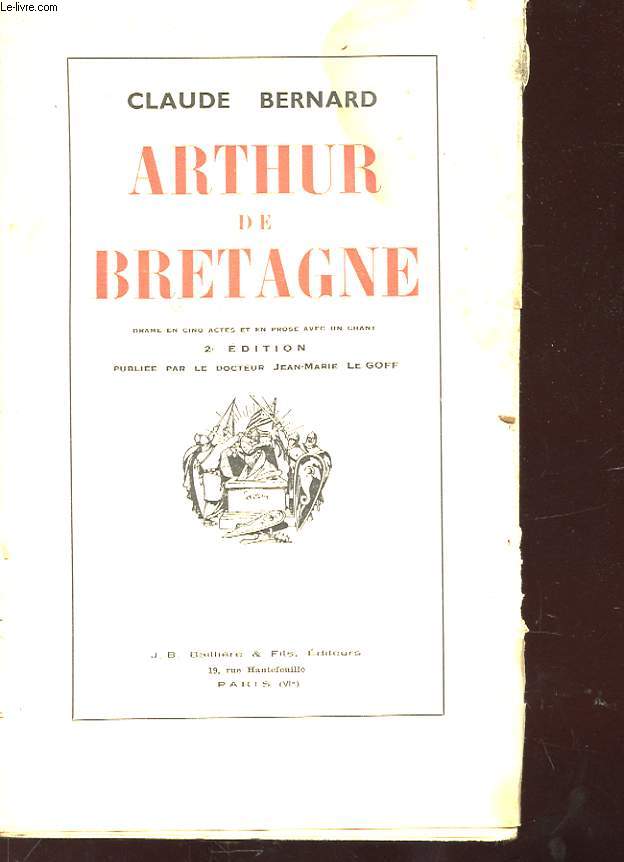 Le-livre.com
CLAUDE BERNARD
ARTHUR
DE
BRETAGNE
DRAME EN CINQ ACTES ET EN PROSE AVEC UN CHANT
2e EDITION
PUBLIEE PAR LE DOCTEUR JEAN-MARIE LE GOFF
J. B. Baillière & Fils, Éditeurs
19, rue Hautefeuille
PARIS (VIe)